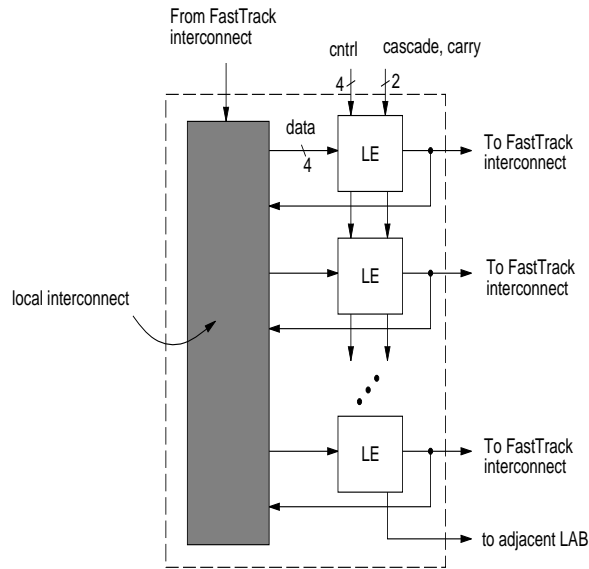 From FastTrack
interconnect
cntrl
cascade, carry
4
2
data
4
LE
To FastTrack
interconnect
LE
To FastTrack
interconnect
local interconnect
LE
To FastTrack
interconnect
to adjacent LAB